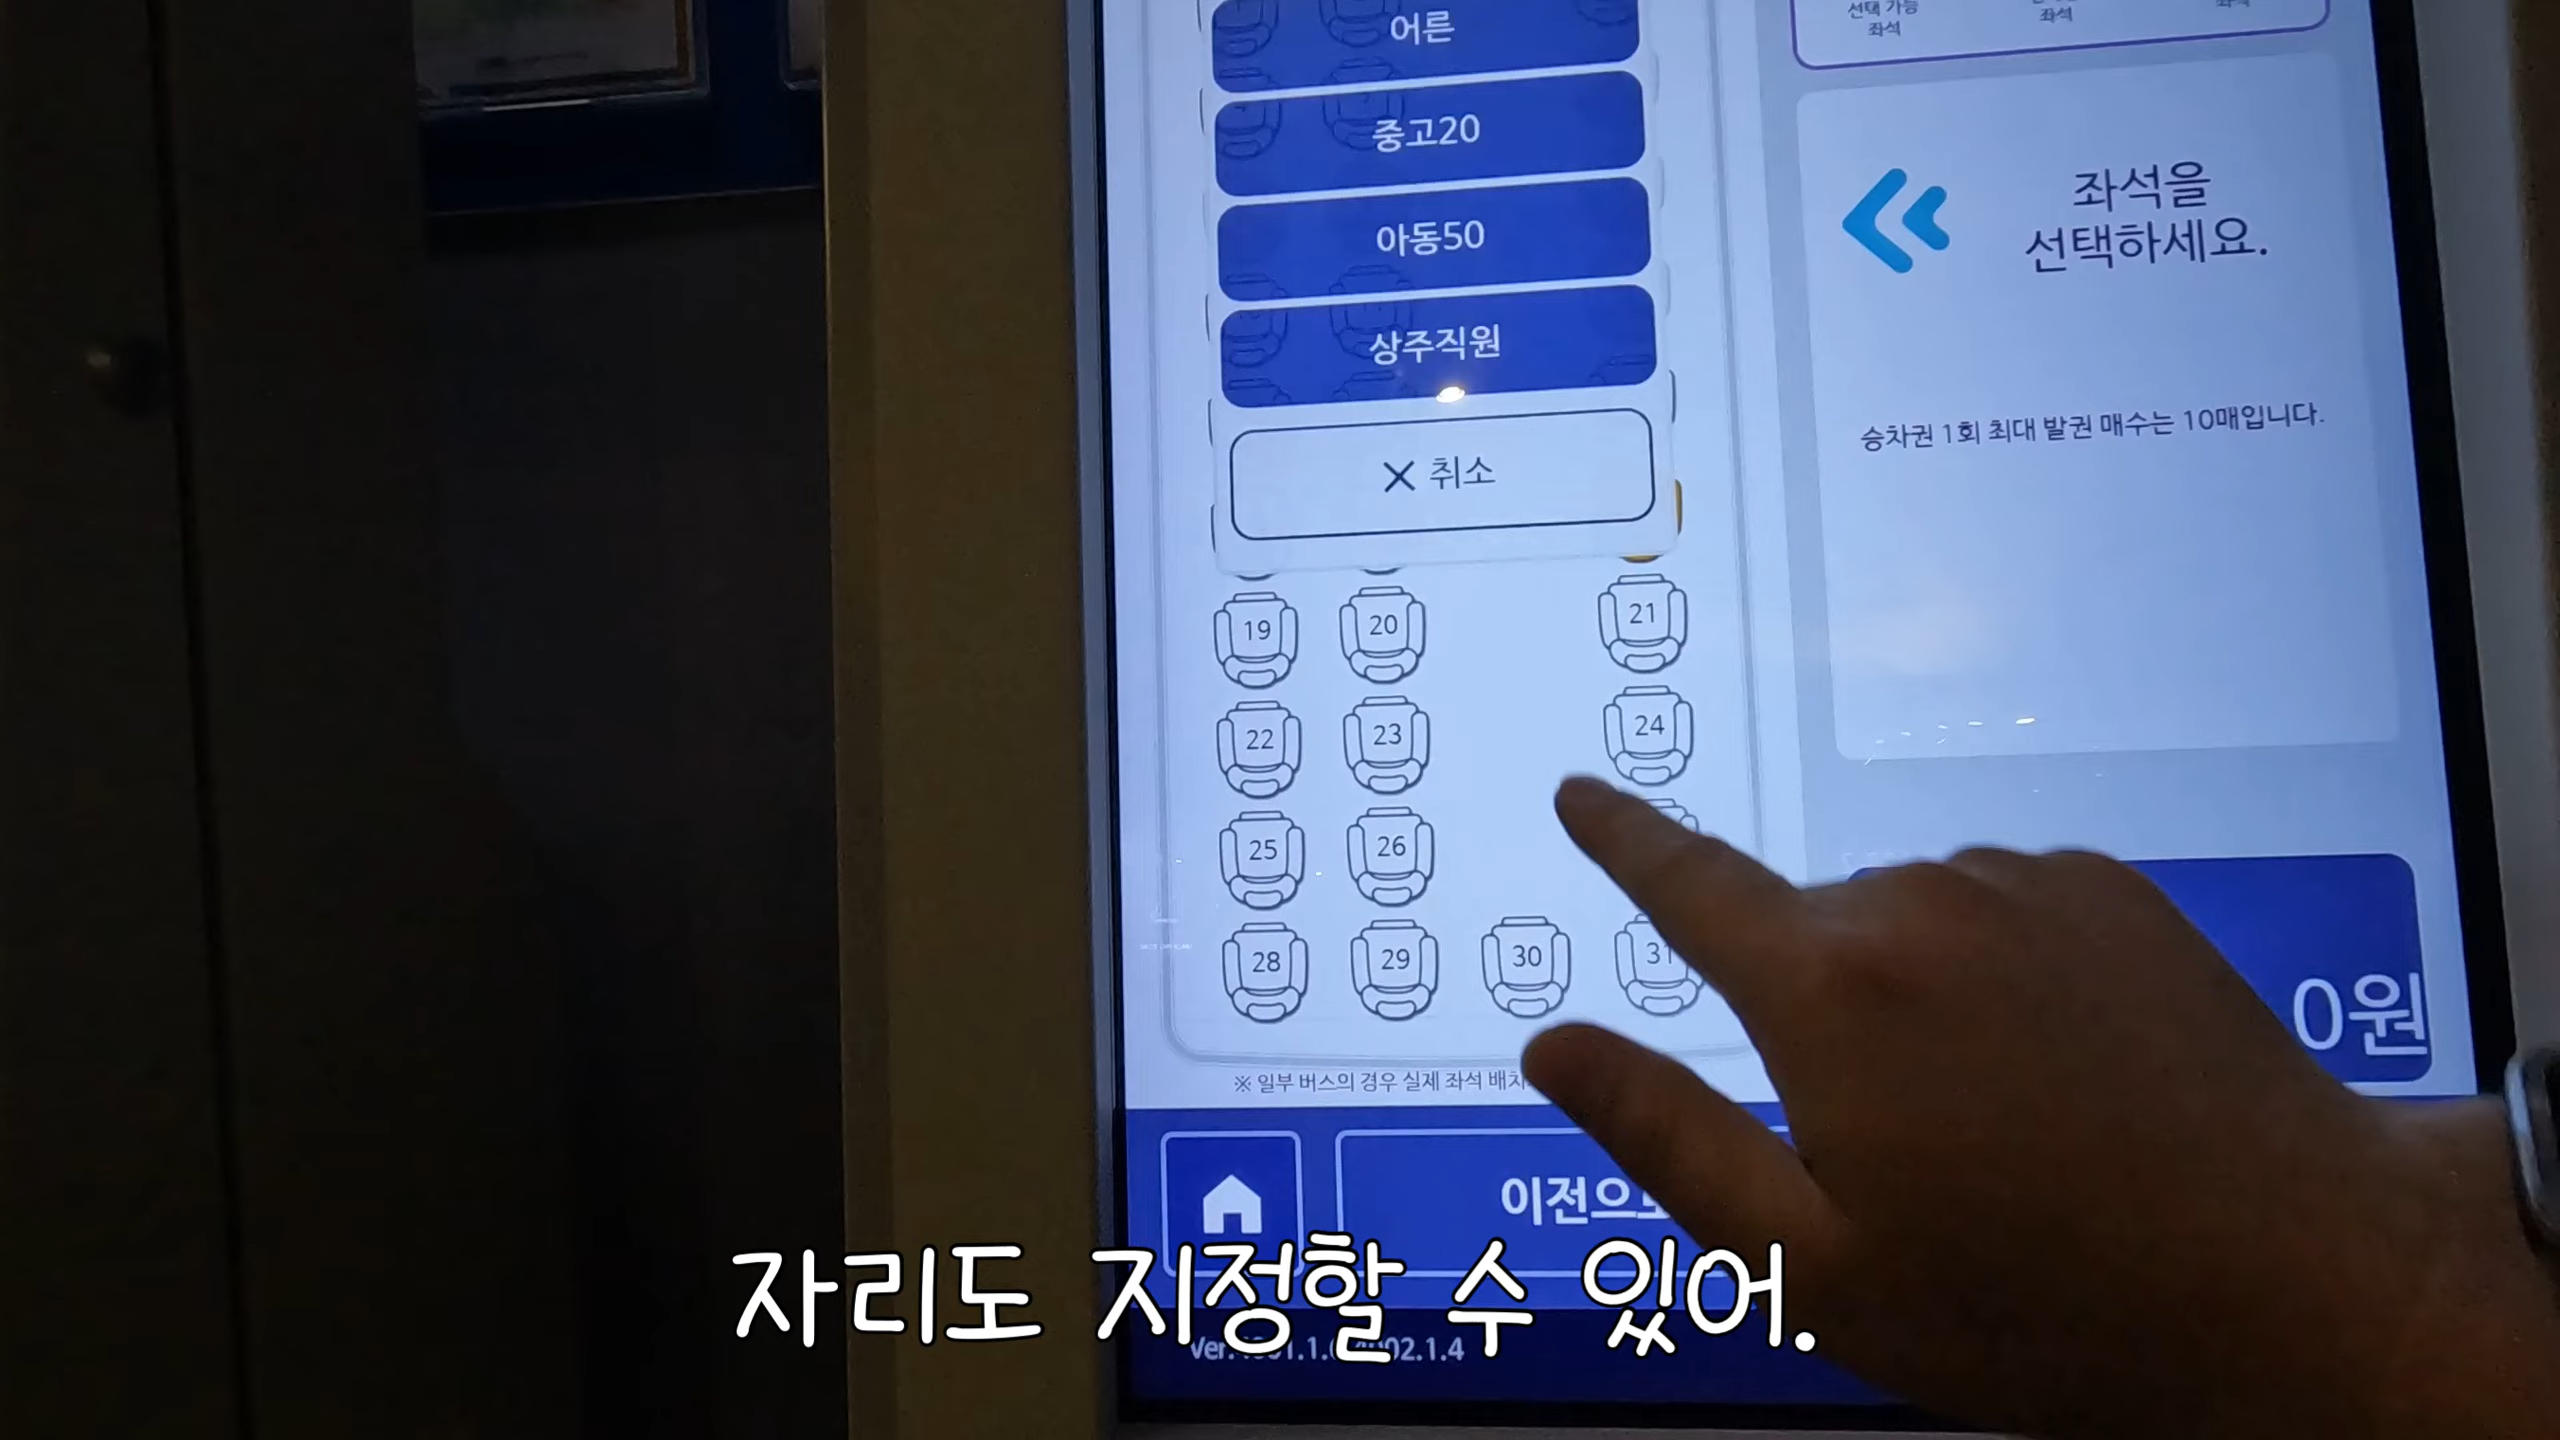 어른
중고20
아동50
상주직원
✕ 취소
선택 가능
좌석
좌석
좌석을
선택하세요.
승차권 1회 최대 발권 매수는 10매입니다.
19 20 21
22 23 24
25 26
28 29 30 31
※ 일부 버스의 경우 실제 좌석 배치
0원
이전으로
자리도 지정할 수 있어.